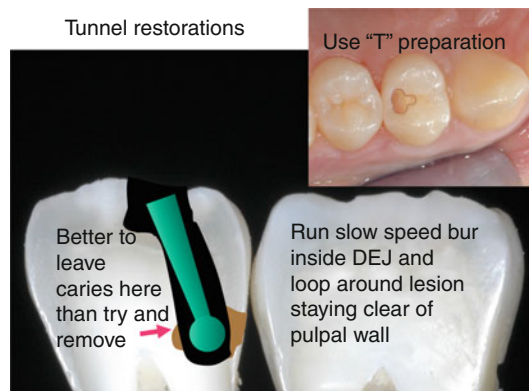 Tunnel restorations
Use “T” preparation
Better to
leave
caries here
than try and
remove
Run slow speed bur
inside DEJ and
loop around lesion
staying clear of
pulpal wall